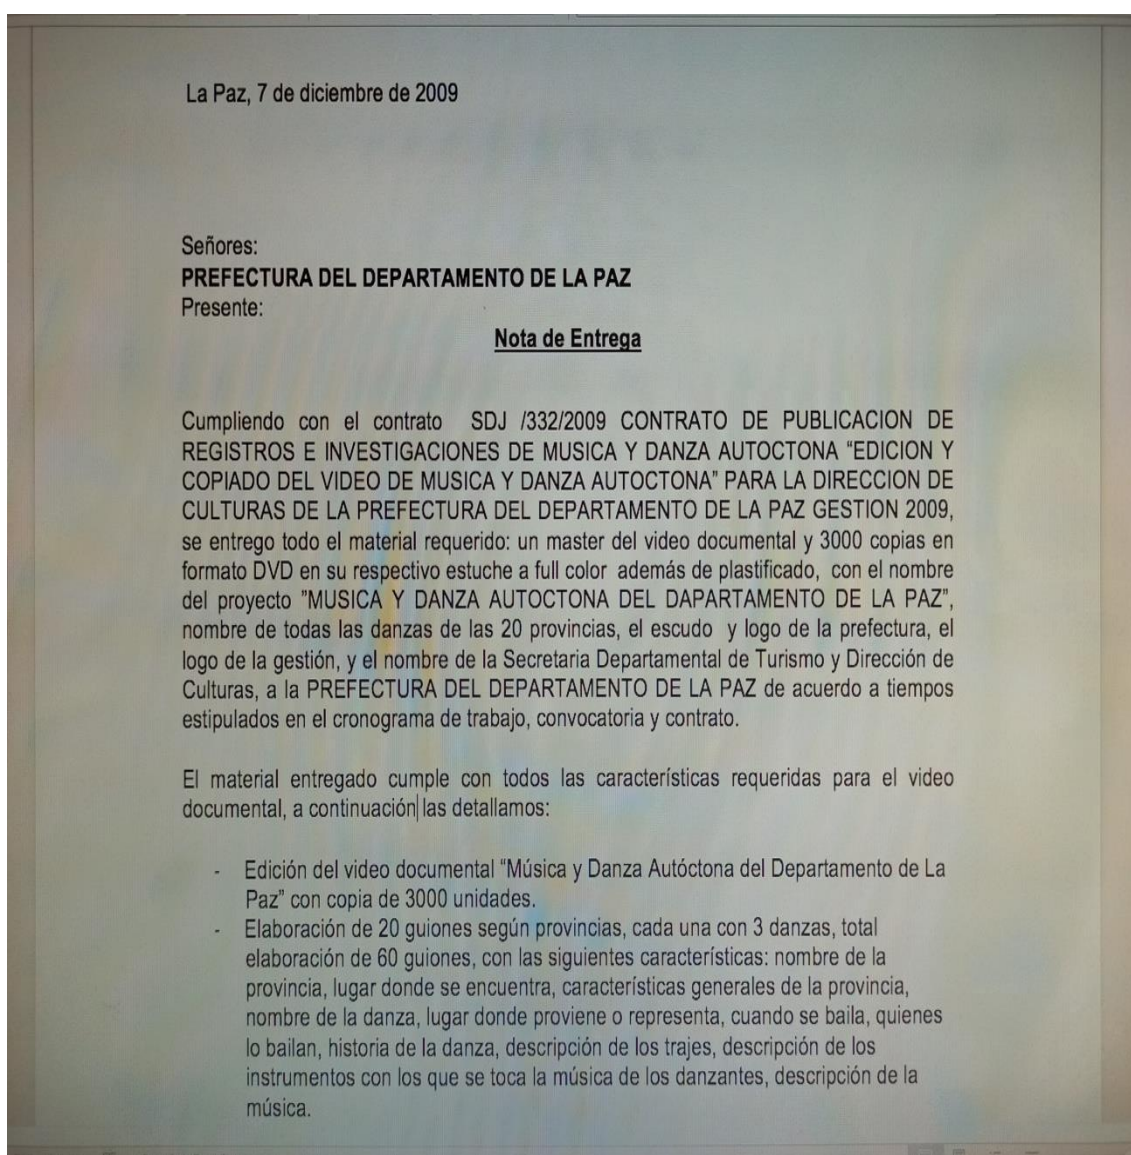 La Paz, 7 de diciembre de 2009
Señores:
PREFECTURA DEL DEPARTAMENTO DE LA PAZ
Presente:
Nota de Entrega
Cumpliendo con el contrato SDJ /332/2009 CONTRATO DE PUBLICACION DE
REGISTROS E INVESTIGACIONES DE MUSICA Y DANZA AUTOCTONA “EDICION Y
COPIADO DEL VIDEO DE MUSICA Y DANZA AUTOCTONA” PARA LA DIRECCION DE
CULTURAS DE LA PREFECTURA DEL DEPARTAMENTO DE LA PAZ GESTION 2009,
se entrego todo el material requerido: un master del video documental y 3000 copias en
formato DVD en su respectivo estuche a full color además de plastificado, con el nombre
del proyecto ”MUSICA Y DANZA AUTOCTONA DEL DAPARTAMENTO DE LA PAZ”,
nombre de todas las danzas de las 20 provincias, el escudo y logo de la prefectura, el
logo de la gestión, y el nombre de la Secretaria Departamental de Turismo y Dirección de
Culturas, a la PREFECTURA DEL DEPARTAMENTO DE LA PAZ de acuerdo a tiempos
estipulados en el cronograma de trabajo, convocatoria y contrato.
El material entregado cumple con todos las características requeridas para el video
documental, a continuación las detallamos:
- Edición del video documental “Música y Danza Autóctona del Departamento de La
Paz” con copia de 3000 unidades.
- Elaboración de 20 guiones según provincias, cada una con 3 danzas, total
elaboración de 60 guiones, con las siguientes características: nombre de la
provincia, lugar donde se encuentra, características generales de la provincia,
nombre de la danza, lugar donde proviene o representa, cuando se baila, quienes
lo bailan, historia de la danza, descripción de los trajes, descripción de los
instrumentos con los que se toca la música de los danzantes, descripción de la
música.